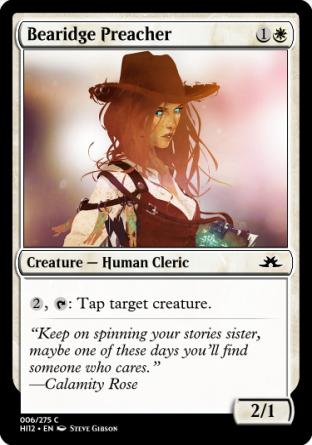 Bearidge Preacher 1
Creature — Human Cleric
2, : Tap target creature.
“Keep on spinning your stories sister,
maybe one of these days you’ll find
someone who cares.”
—Calamity Rose
2/1
006/275 C
HI12 • EN Steve Gibson